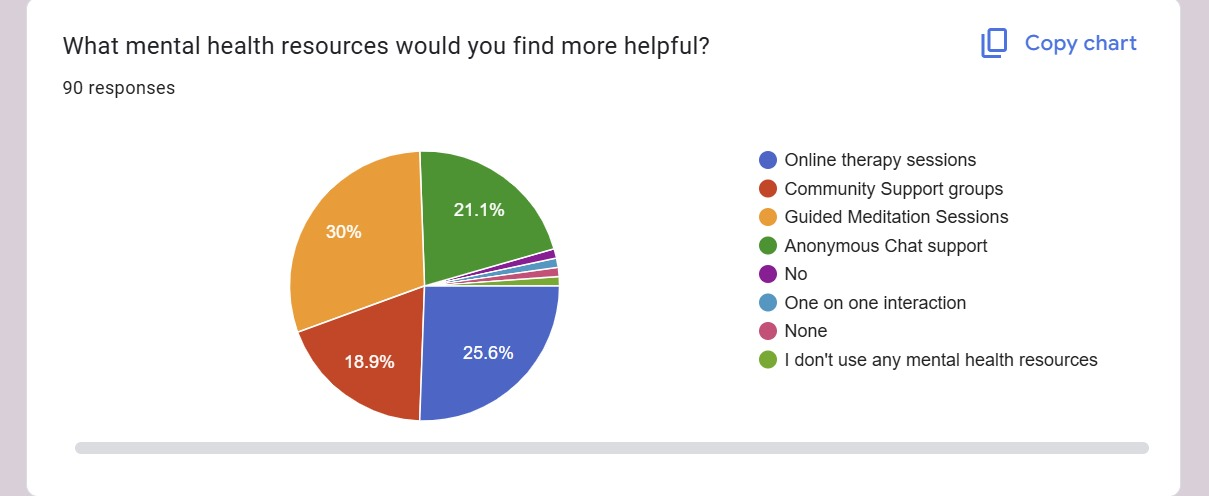 What mental health resources would you find more helpful?
Copy chart
90 responses
21.1%
30%
18.9%
25.6%
Online therapy sessions
Community Support groups
Guided Meditation Sessions
Anonymous Chat support
No
One on one interaction
None
I don't use any mental health resources